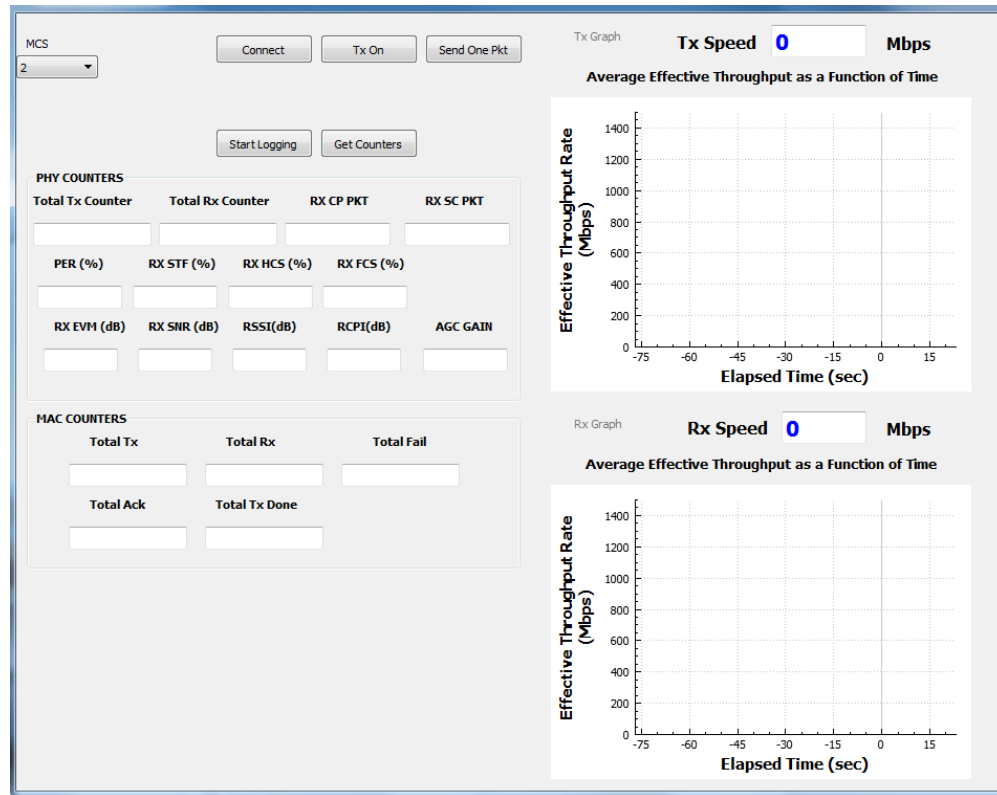 MCS
2
Connect
Tx On
Send One Pkt
Start Logging
Get Counters
PHY COUNTERS
Total Tx Counter
Total Rx Counter
RX CP PKT
RX SC PKT
PER (%)
RX STF (%)
RX HCS (%)
RX FCS (%)
RX EVM (dB)
RX SNR (dB)
RSSI(dB)
RCPI(dB)
AGC GAIN
MAC COUNTERS
Total Tx
Total Rx
Total Fail
Total Ack
Total Tx Done
Tx Graph
Tx Speed
0
Mbps
Average Effective Throughput as a Function of Time
Effective Throughput Rate
(Mbps)
1400
1200
1000
800
600
400
200
0
-75
-60
-45
-30
-15
0
15
Elapsed Time (sec)
Rx Graph
Rx Speed
0
Mbps
Average Effective Throughput as a Function of Time
Effective Throughput Rate
(Mbps)
1400
1200
1000
800
600
400
200
0
-75
-60
-45
-30
-15
0
15
Elapsed Time (sec)